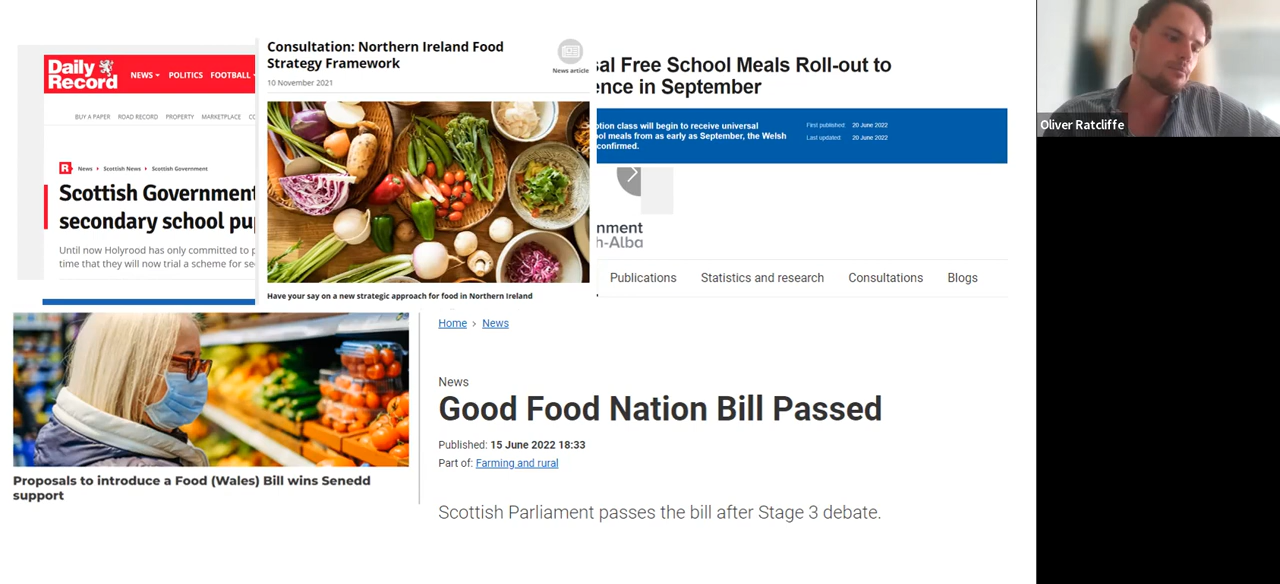 Daily
Record
NEWS
POLITICS
FOOTBALL
BUY A PAPER
ROAD RECORD
PROPERTY
MARKETPLACE
R
News
Scottish News
Scottish Government
Scottish Government
secondary school pu
Until now Holyrood has only committed to p
time that they will now trial a scheme for se
Consultation: Northern Ireland Food
Strategy Framework
10 November 2021
News article
Have your say on a new strategic approach for food in Northern Ireland
sal Free School Meals Roll-out to
ence in September
ption class will begin to receive universal
ol meals from as early as September, the Welsh
confirmed.
First published: 20 June 2022
Last updated: 20 June 2022
nment
h-Alba
Publications
Statistics and research
Consultations
Blogs
Oliver Ratcliffe
Proposals to introduce a Food (Wales) Bill wins Senedd
support
Home › News
News
Good Food Nation Bill Passed
Published: 15 June 2022 18:33
Part of: Farming and rural
Scottish Parliament passes the bill after Stage 3 debate.